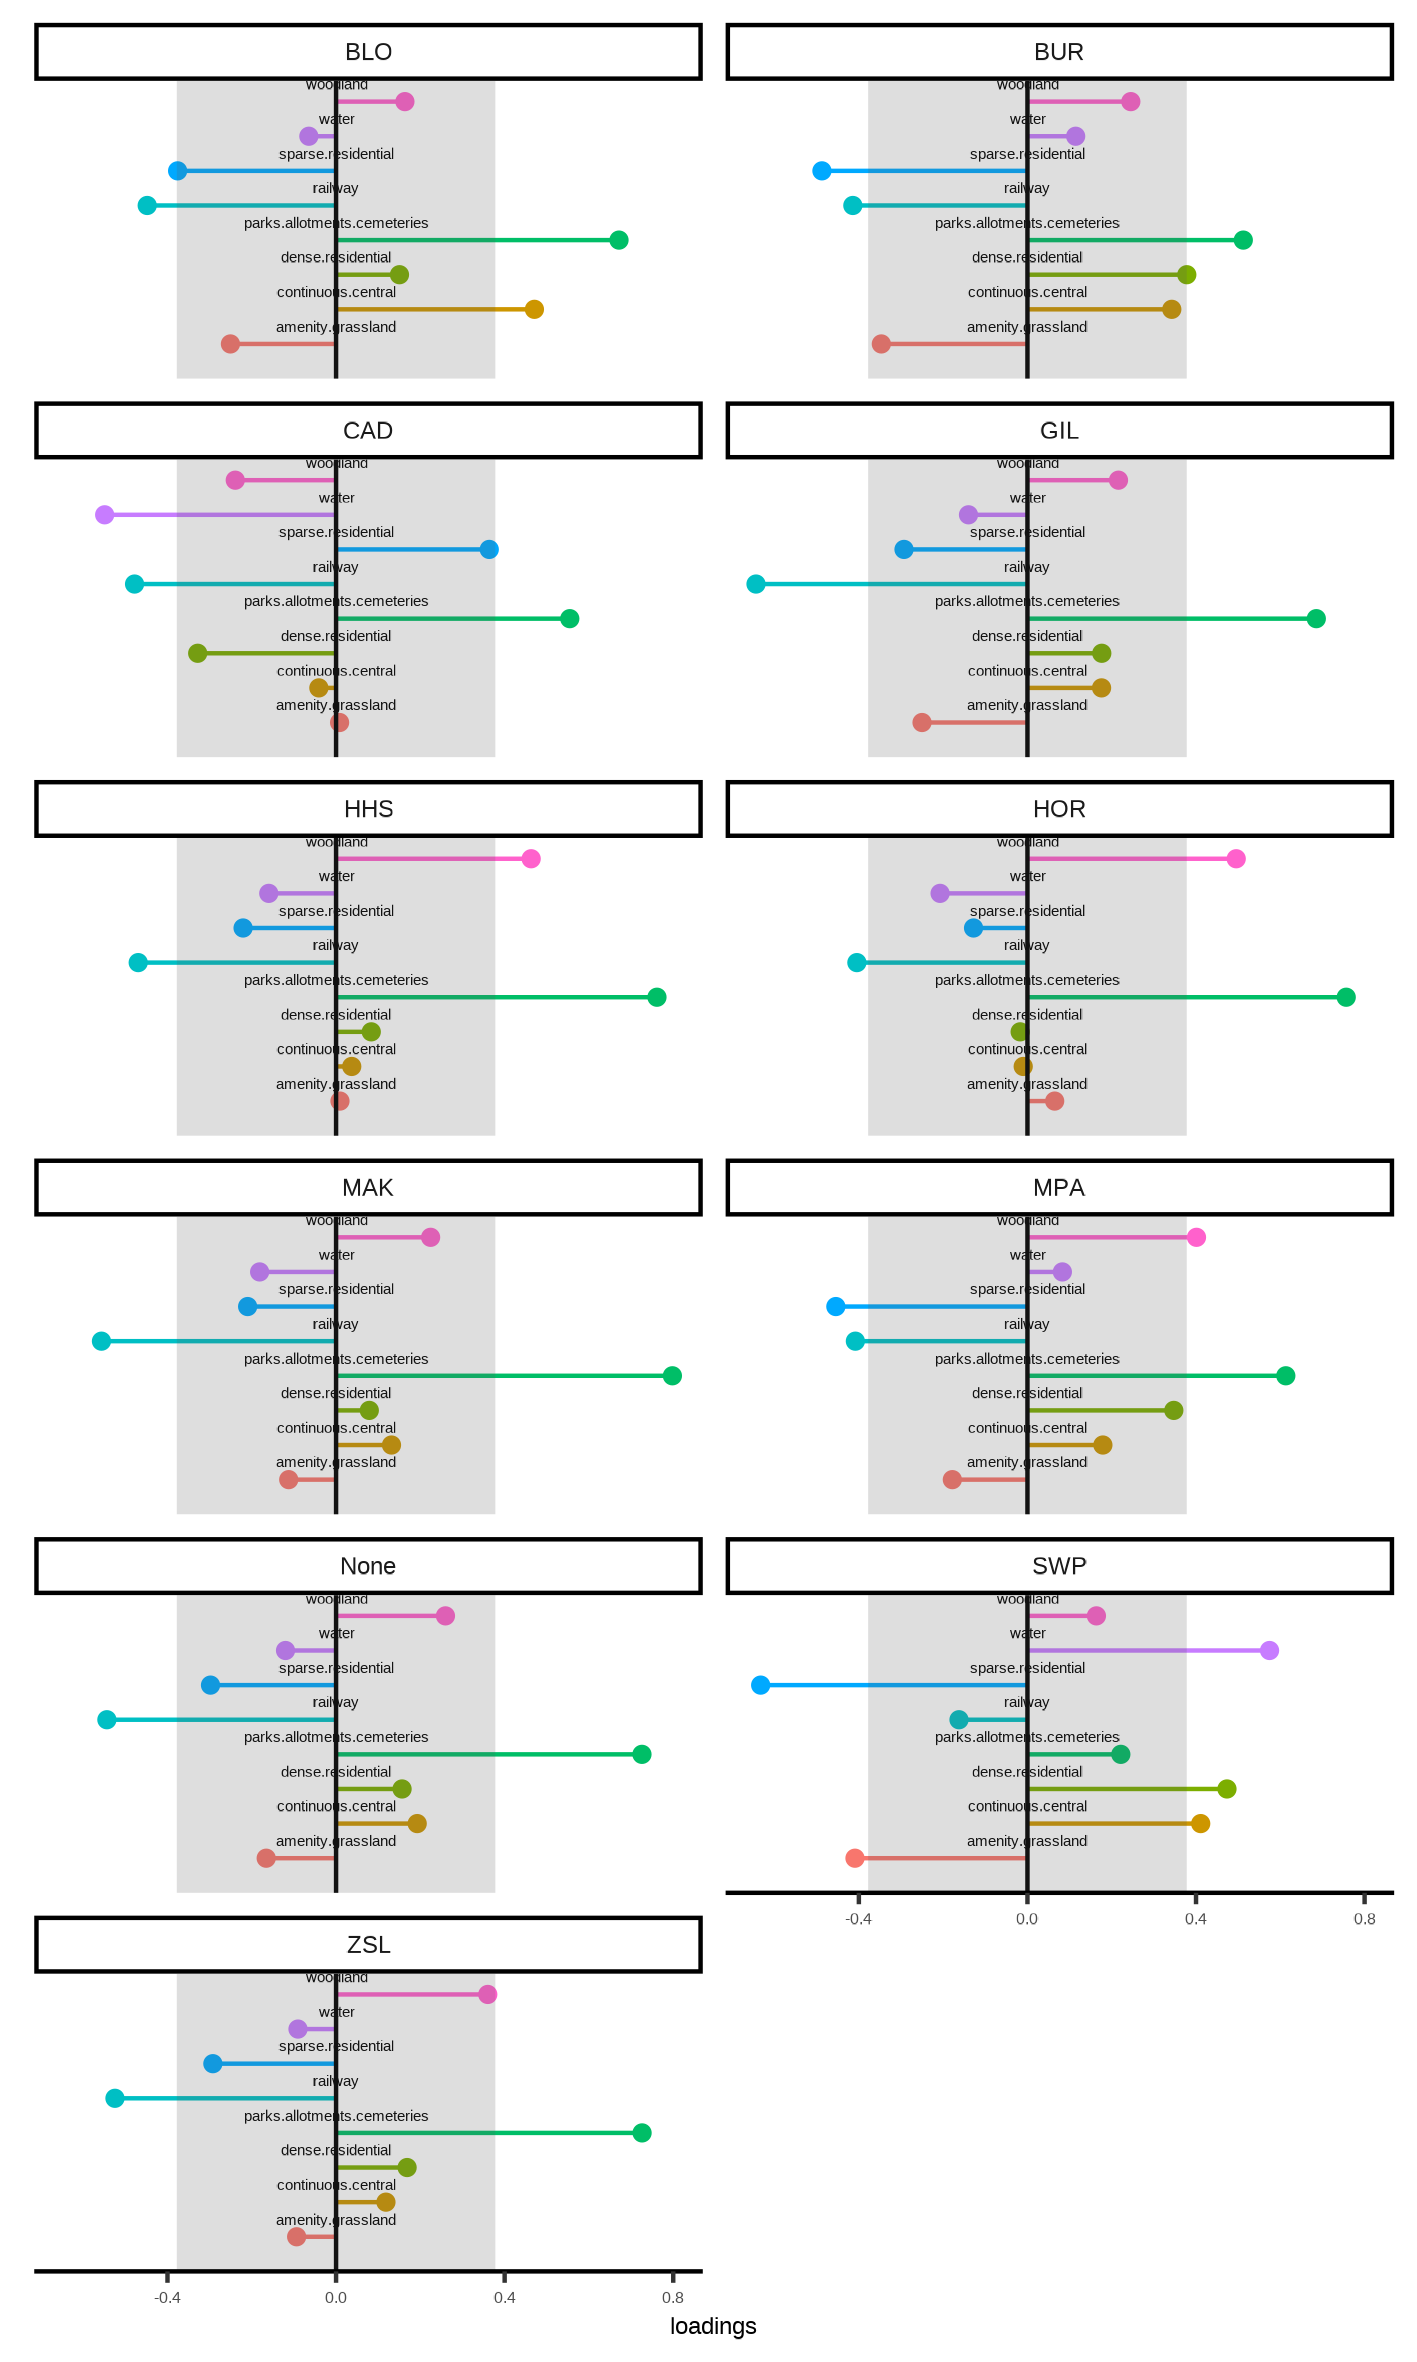 BLO
woodland
water
sparse.residential
railway
parks.allotments.cemeteries
dense.residential
continuous.central
amenity.grassland
BUR
woodland
water
sparse.residential
railway
parks.allotments.cemeteries
dense.residential
continuous.central
amenity.grassland
CAD
woodland
water
sparse.residential
railway
parks.allotments.cemeteries
dense.residential
continuous.central
amenity.grassland
GIL
woodland
water
sparse.residential
railway
parks.allotments.cemeteries
dense.residential
continuous.central
amenity.grassland
HHS
woodland
water
sparse.residential
railway
parks.allotments.cemeteries
dense.residential
continuous.central
amenity.grassland
HOR
woodland
water
sparse.residential
railway
parks.allotments.cemeteries
dense.residential
continuous.central
amenity.grassland
MAK
woodland
water
sparse.residential
railway
parks.allotments.cemeteries
dense.residential
continuous.central
amenity.grassland
MPA
woodland
water
sparse.residential
railway
parks.allotments.cemeteries
dense.residential
continuous.central
amenity.grassland
None
woodland
water
sparse.residential
railway
parks.allotments.cemeteries
dense.residential
continuous.central
amenity.grassland
SWP
woodland
water
sparse.residential
railway
parks.allotments.cemeteries
dense.residential
continuous.central
amenity.grassland
-0.4 0.0 0.4 0.8
ZSL
woodland
water
sparse.residential
railway
parks.allotments.cemeteries
dense.residential
continuous.central
amenity.grassland
-0.4 0.0 0.4 0.8
loadings